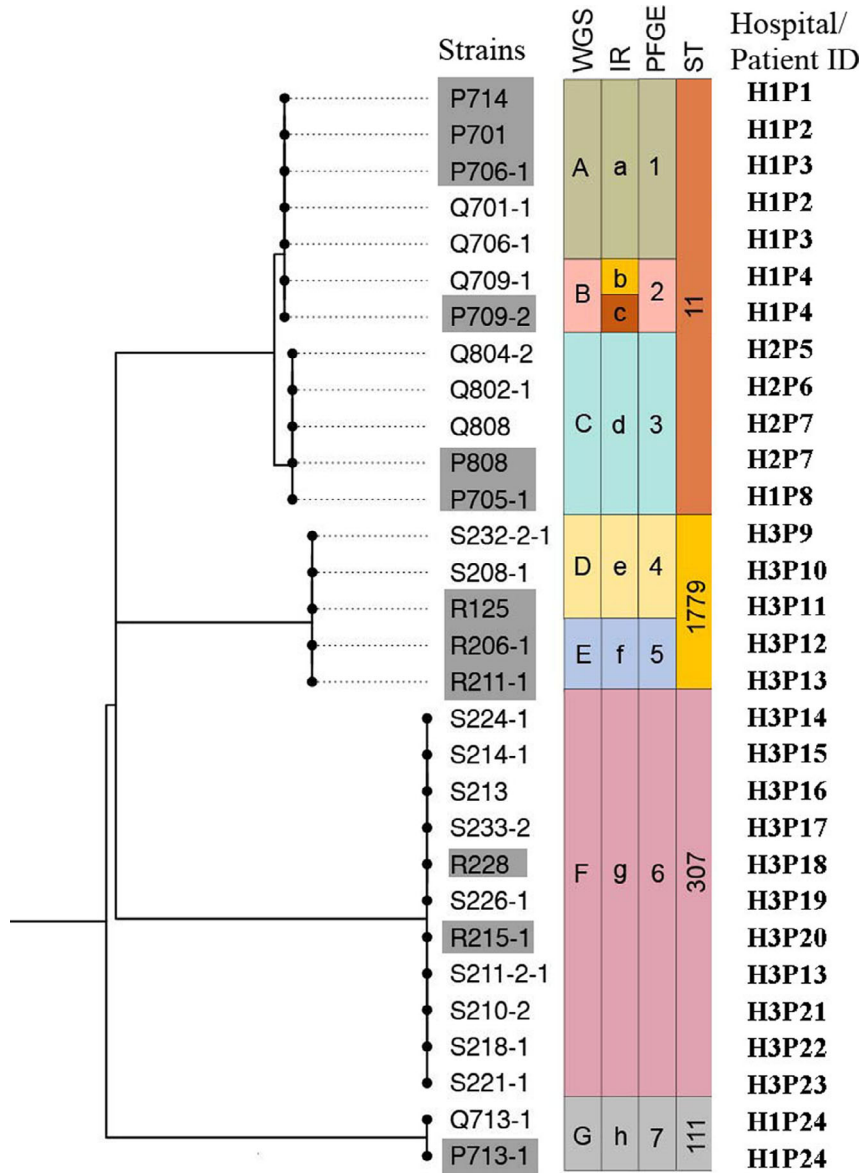 Strains WGS IR PFGE ST Hospital/
Patient ID
P714 H1P1
P701 H1P2
P706-1 A a 1 H1P3
Q701-1 H1P2
Q706-1 H1P3
Q709-1 b H1P4
P709-2 B c 2 11 H1P4
Q804-2 H2P5
Q802-1 H2P6
Q808 C d 3 H2P7
P808 H2P7
P705-1 H1P8
S232-2-1 H3P9
S208-1 D e 4 H3P10
R125 1779 H3P11
R206-1 E f 5 H3P12
R211-1 H3P13
S224-1 H3P14
S214-1 H3P15
S213 H3P16
S233-2 H3P17
R228 F g 6 307 H3P18
S226-1 H3P19
R215-1 H3P20
S211-2-1 H3P13
S210-2 H3P21
S218-1 H3P22
S221-1 H3P23
Q713-1 G h 7 111 H1P24
P713-1 H1P24